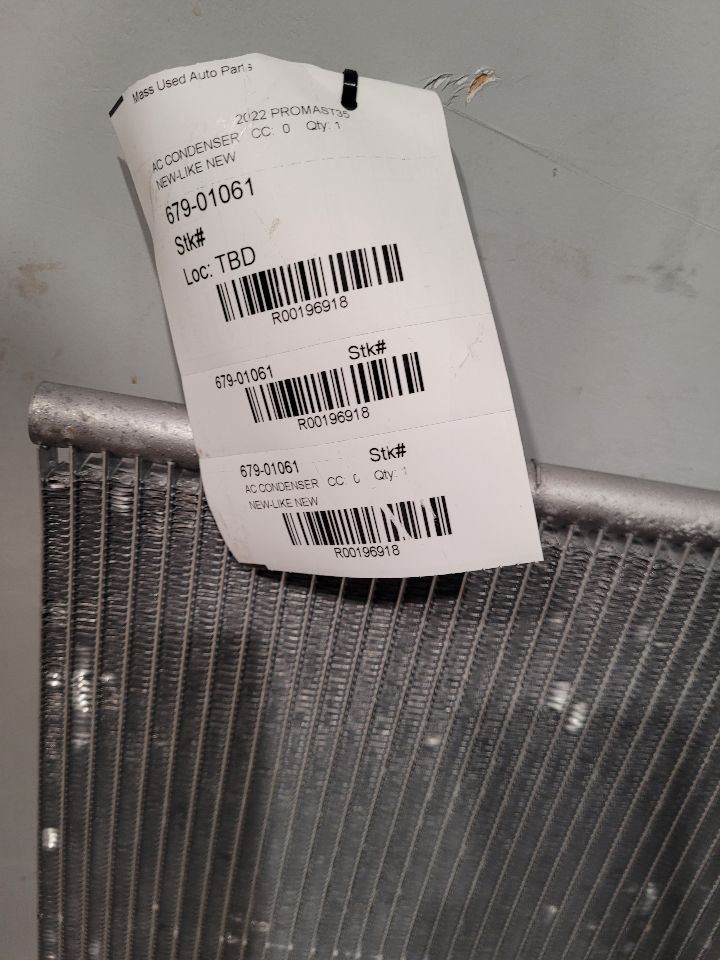 Mass Used Auto Parts
2022 PROMAST35
AC CONDENSER CC: 0 Qty: 1
NEW-LIKE NEW
679-01061
Stk#
Loc: TBD
R00196918
679-01061 Stk#
R00196918
679-01061 Stk#
AC CONDENSER CC: 0 Qty: 1
NEW-LIKE NEW
R00196918